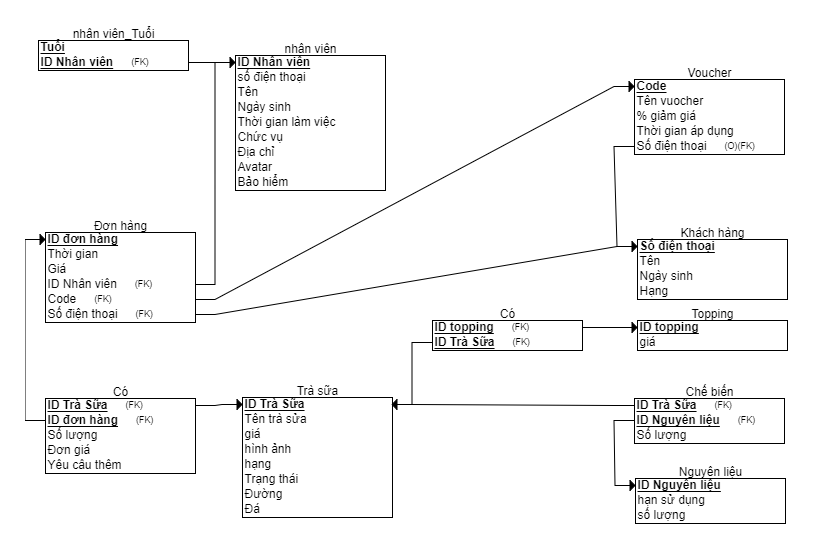 nhân viên_Tuổi
Tuổi
ID Nhân viên (FK)
nhân viên
ID Nhân viên
số điện thoại
Tên
Ngày sinh
Thời gian làm việc
Chức vụ
Địa chỉ
Avatar
Bảo hiểm
Voucher
Code
Tên vuocher
% giảm giá
Thời gian áp dụng
Số điện thoại (O)(FK)
Đơn hàng
ID đơn hàng
Thời gian
Giá
ID Nhân viên (FK)
Code (FK)
Số điện thoại (FK)
Khách hàng
Số điện thoại
Tên
Ngày sinh
Hạng
Có
ID topping (FK)
ID Trà Sữa (FK)
Topping
ID topping
giá
Có
ID Trà Sữa (FK)
ID đơn hàng (FK)
Số lượng
Đơn giá
Yêu câu thêm
Trà sữa
ID Trà Sữa
Tên trà sữa
giá
hình ảnh
hạng
Trạng thái
Đường
Đá
Chế biến
ID Trà Sữa (FK)
ID Nguyên liệu (FK)
Số lượng
Nguyên liệu
ID Nguyên liệu
hạn sử dụng
số lượng